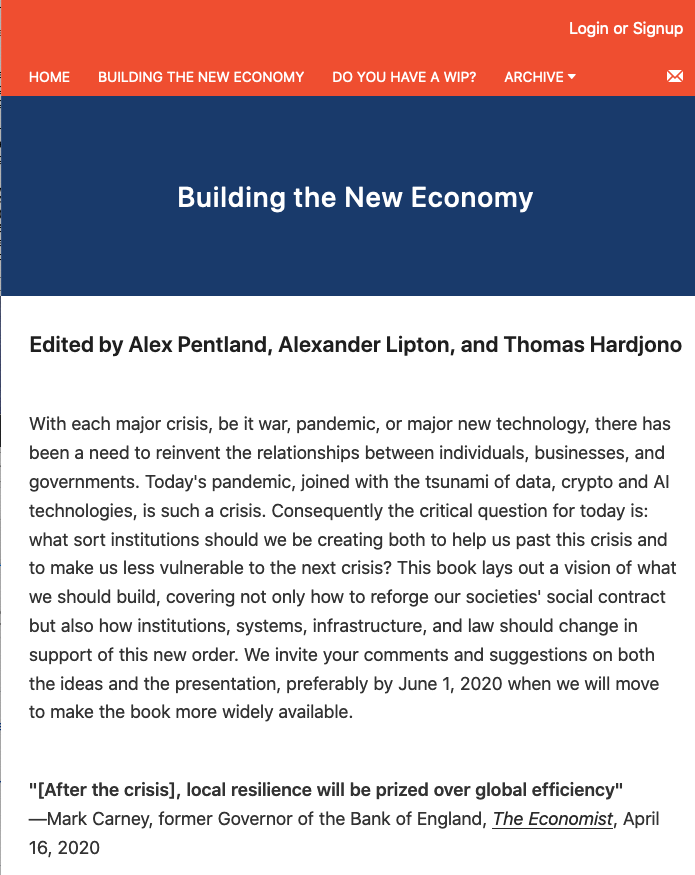 Login or Signup
HOME BUILDING THE NEW ECONOMY DO YOU HAVE A WIP? ARCHIVE
Building the New Economy
Edited by Alex Pentland, Alexander Lipton, and Thomas Hardjono
With each major crisis, be it war, pandemic, or major new technology, there has
been a need to reinvent the relationships between individuals, businesses, and
governments. Today's pandemic, joined with the tsunami of data, crypto and AI
technologies, is such a crisis. Consequently the critical question for today is:
what sort institutions should we be creating both to help us past this crisis and
to make us less vulnerable to the next crisis? This book lays out a vision of what
we should build, covering not only how to reforge our societies' social contract
but also how institutions, systems, infrastructure, and law should change in
support of this new order. We invite your comments and suggestions on both
the ideas and the presentation, preferably by June 1, 2020 when we will move
to make the book more widely available.
"[After the crisis], local resilience will be prized over global efficiency"
—Mark Carney, former Governor of the Bank of England, The Economist, April
16, 2020